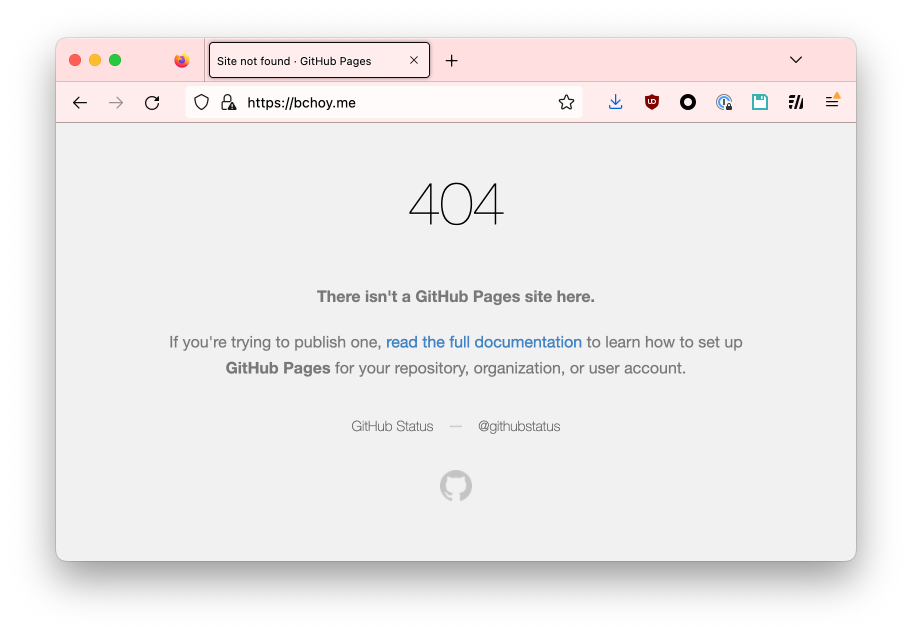 Site not found · GitHub Pages
https://bchoy.me
404
There isn't a GitHub Pages site here.
If you're trying to publish one, read the full documentation to learn how to set up
GitHub Pages for your repository, organization, or user account.
GitHub Status — @githubstatus